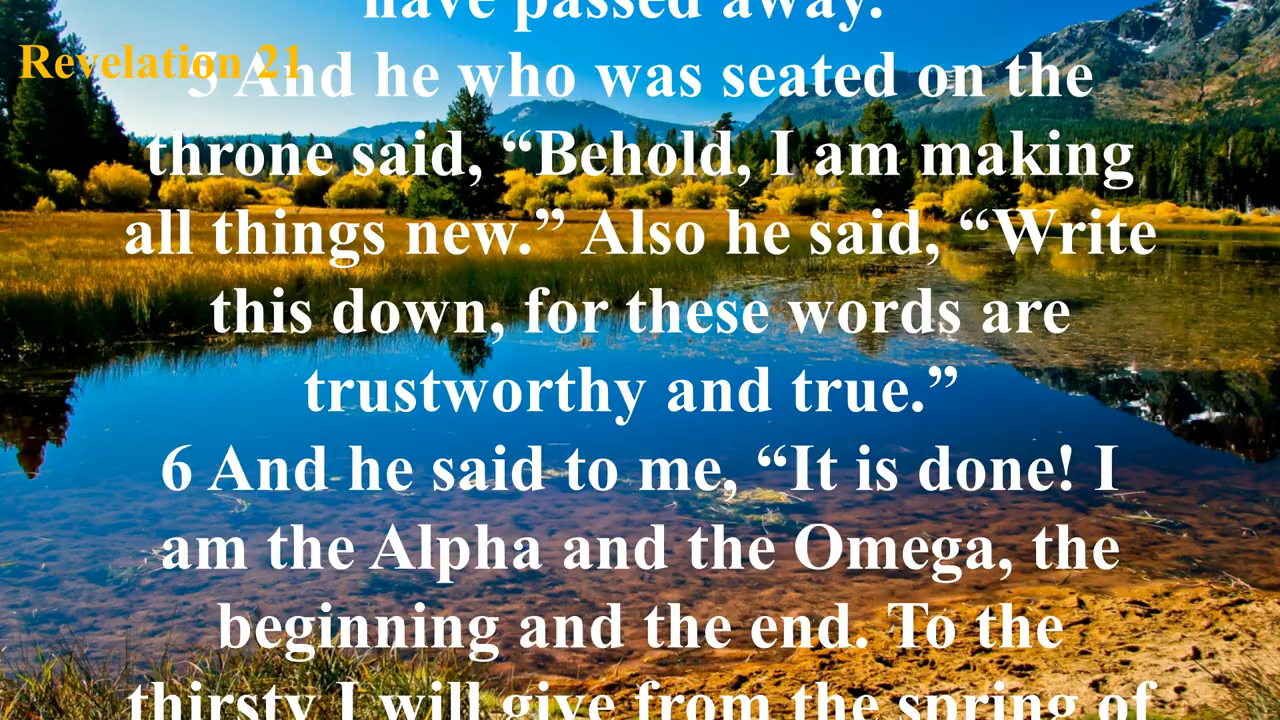 have passed away.”
Revelation 21
5 And he who was seated on the
throne said, “Behold, I am making
all things new.” Also he said, “Write
this down, for these words are
trustworthy and true.”
6 And he said to me, “It is done! I
am the Alpha and the Omega, the
beginning and the end. To the
thirsty I will give from the spring of